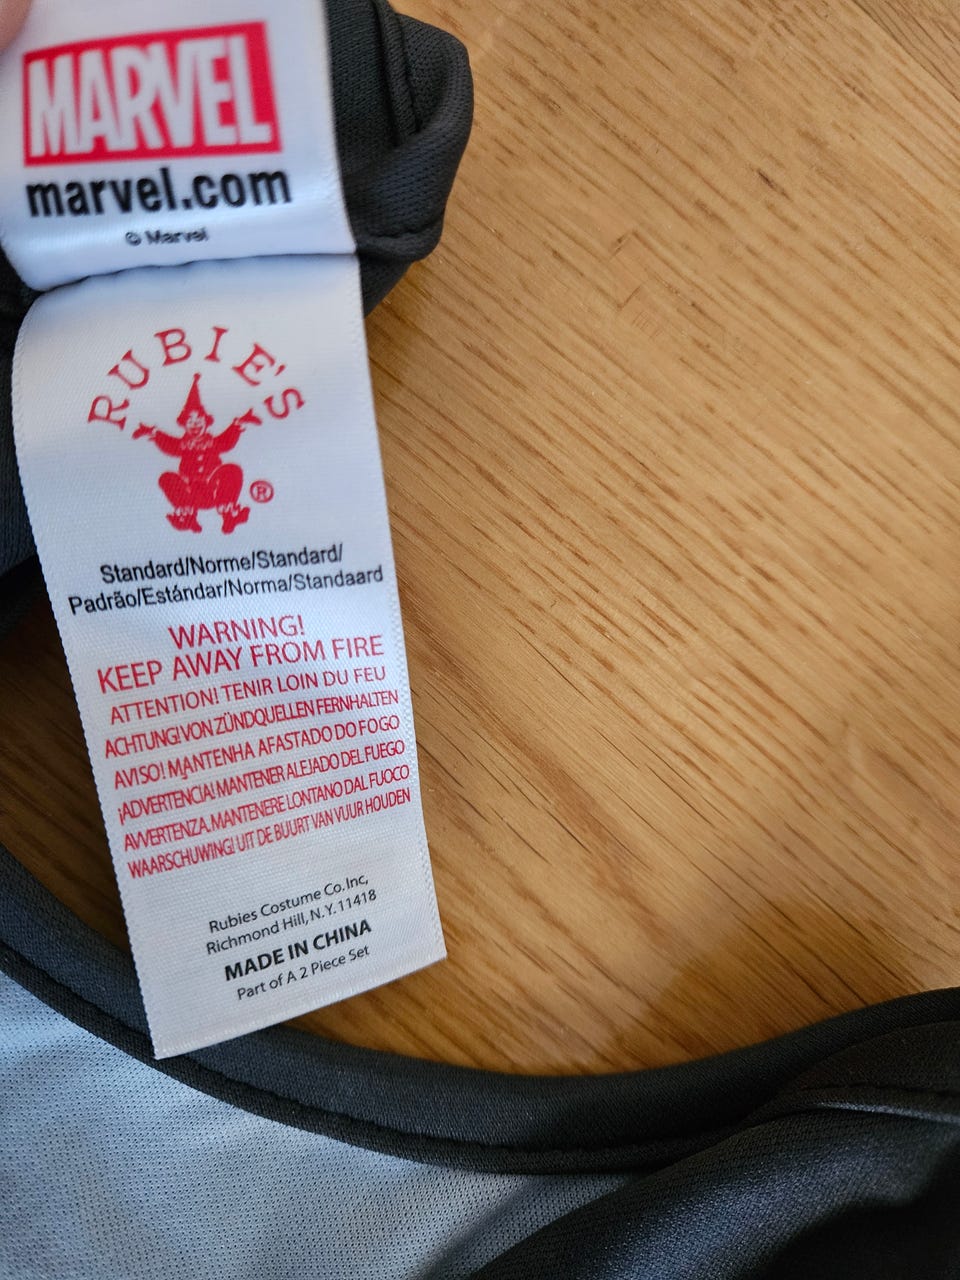 MARVEL
marvel.com
© Marvel
RUBIE'S
®
Standard/Norme/Standard/
Padrão/Estándar/Norma/Standaard
WARNING!
KEEP AWAY FROM FIRE
ATTENTION! TENIR LOIN DU FEU
ACHTUNG! VON ZÜNDQUELLEN FERNHALTEN
AVISO! MANTENHA AFASTADO DO FOGO
¡ADVERTENCIA! MANTENER ALEJADO DEL FUEGO
AVVERTENZA. MANTENERE LONTANO DAL FUOCO
WAARSCHUWING! UIT DE BUURT VAN VUUR HOUDEN
Rubies Costume Co. Inc,
Richmond Hill, N.Y. 11418
MADE IN CHINA
Part of A 2 Piece Set